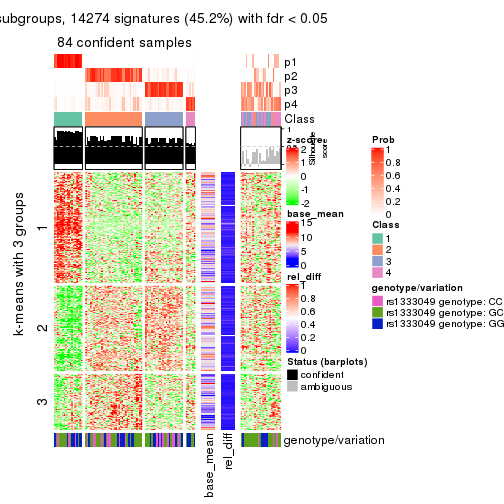 subgroups, 14274 signatures (45.2%) with fdr < 0.05
84 confident samples
p1
p2
p3
p4
Class
1
Silhouette
score
z-score
2
1
0
-1
-2
base_mean
15
10
5
0
rel_diff
1
0.8
0.6
0.4
0.2
0
Status (barplots)
confident
ambiguous
Prob
1
0.8
0.6
0.4
0.2
0
Class
1
2
3
4
genotype/variation
rs1333049 genotype: CC
rs1333049 genotype: GC
rs1333049 genotype: GG
k-means with 3 groups
1
2
3
genotype/variation
base_mean
rel_diff